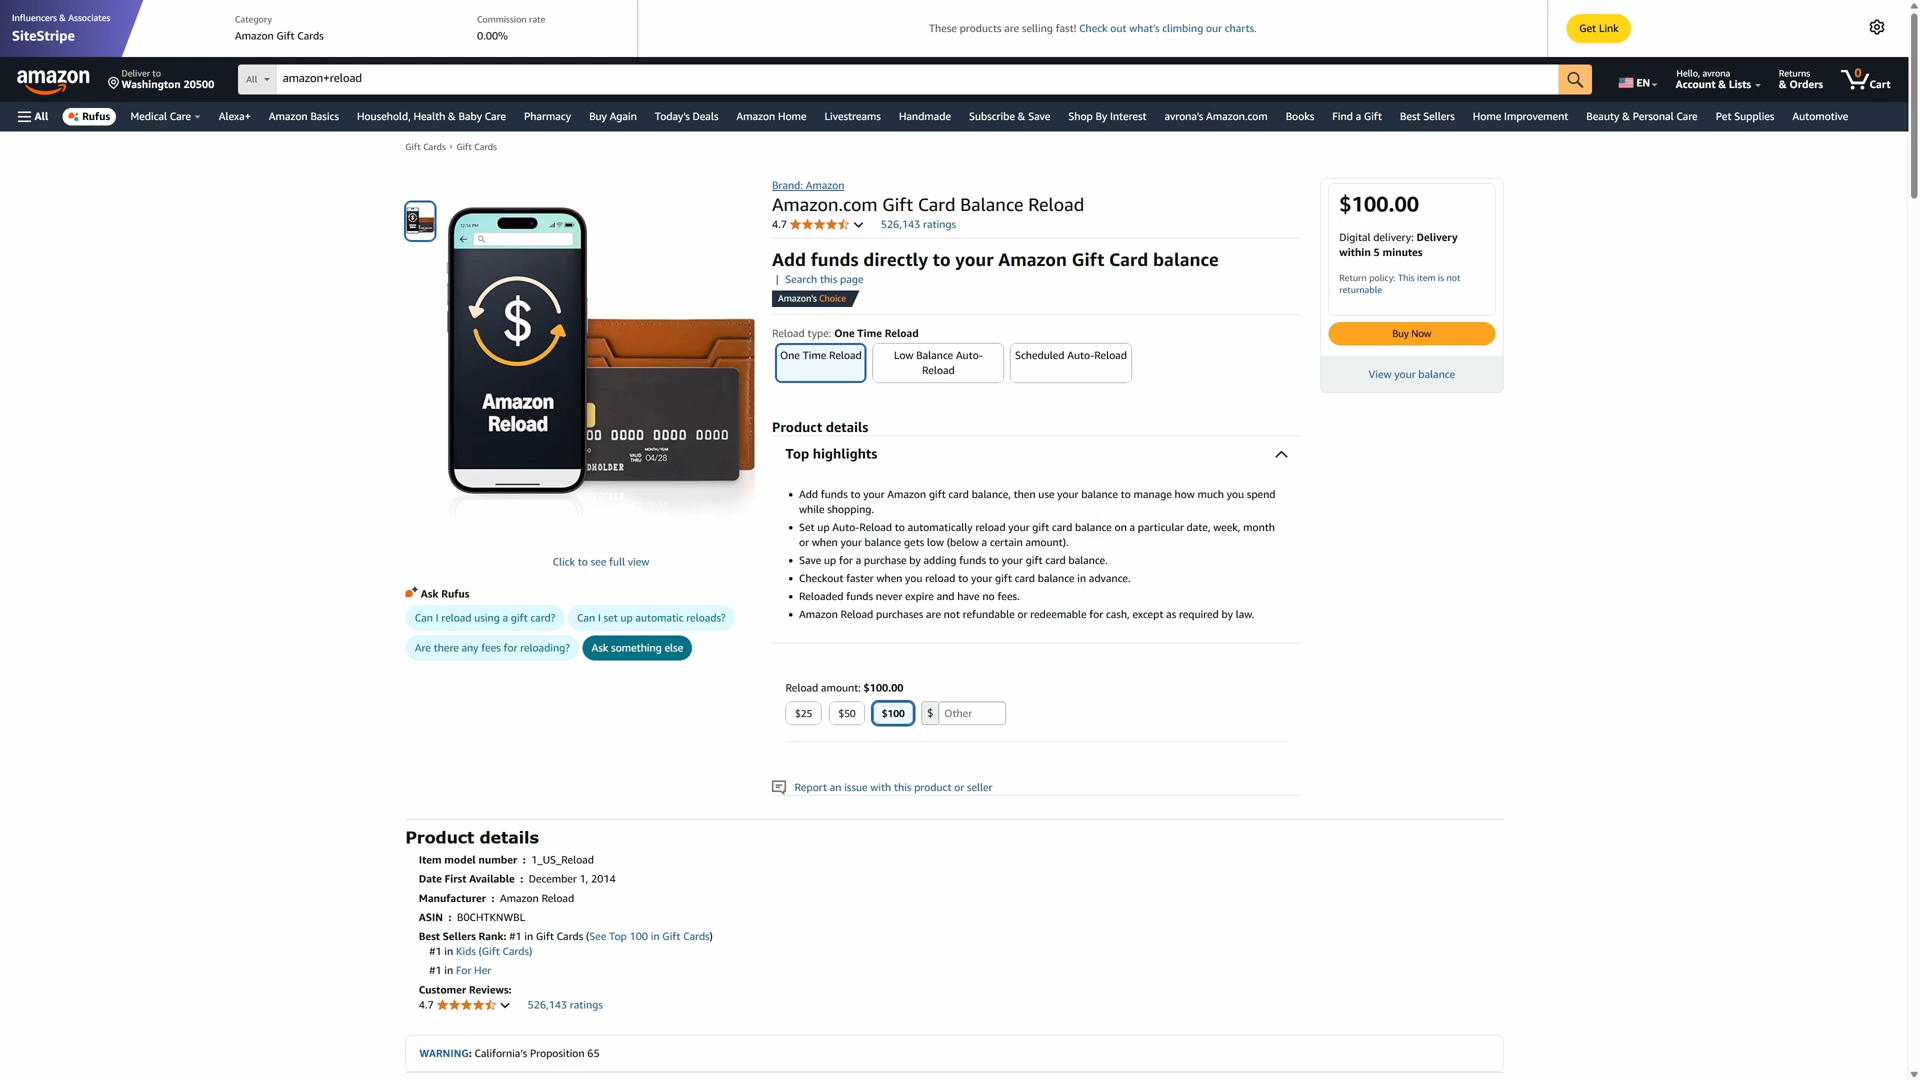 Influencers & Associates
SiteStripe
Category
Amazon Gift Cards
Commission rate
0.00%
These products are selling fast! Check out what's climbing our charts.
Get Link
amazon
Deliver to
Washington 20500
All
amazon+reload
EN
Hello, avrona
Account & Lists
Returns
& Orders
0
Cart
All
Rufus
Medical Care
Alexa+
Amazon Basics
Household, Health & Baby Care
Pharmacy
Buy Again
Today's Deals
Amazon Home
Livestreams
Handmade
Subscribe & Save
Shop By Interest
avrona's Amazon.com
Books
Find a Gift
Best Sellers
Home Improvement
Beauty & Personal Care
Pet Supplies
Automotive
Gift Cards › Gift Cards
12:14 PM
$
Amazon
Reload
00 0000 0000 0000
MONTH/YEAR
VALID
THRU
04/28
DHOLDER
Click to see full view
Ask Rufus
Can I reload using a gift card?
Can I set up automatic reloads?
Are there any fees for reloading?
Ask something else
Brand: Amazon
Amazon.com Gift Card Balance Reload
4.7
526,143 ratings
Add funds directly to your Amazon Gift Card balance
| Search this page
Amazon's Choice
Reload type: One Time Reload
One Time Reload
Low Balance Auto-
Reload
Scheduled Auto-Reload
Product details
Top highlights
• Add funds to your Amazon gift card balance, then use your balance to manage how much you spend
while shopping.
• Set up Auto-Reload to automatically reload your gift card balance on a particular date, week, month
or when your balance gets low (below a certain amount).
• Save up for a purchase by adding funds to your gift card balance.
• Checkout faster when you reload to your gift card balance in advance.
• Reloaded funds never expire and have no fees.
• Amazon Reload purchases are not refundable or redeemable for cash, except as required by law.
Reload amount: $100.00
$25
$50
$100
$
Other
Report an issue with this product or seller
$100.00
Digital delivery: Delivery
within 5 minutes
Return policy: This item is not
returnable
Buy Now
View your balance
Product details
Item model number : 1_US_Reload
Date First Available : December 1, 2014
Manufacturer : Amazon Reload
ASIN : B0CHTKNWBL
Best Sellers Rank: #1 in Gift Cards (See Top 100 in Gift Cards)
#1 in Kids (Gift Cards)
#1 in For Her
Customer Reviews:
4.7
526,143 ratings
WARNING: California's Proposition 65